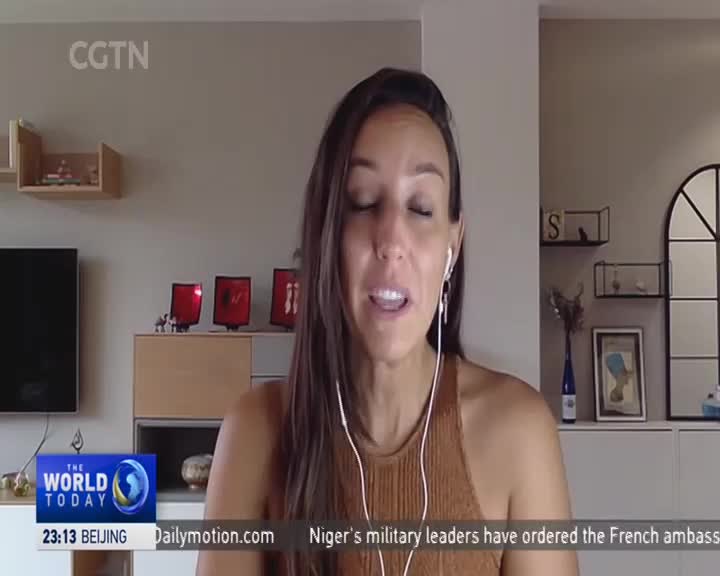 CGTN
S
THE
WORLD
TODAY
23:13 BEIJING
Dailymotion.com Niger's military leaders have ordered the French ambass